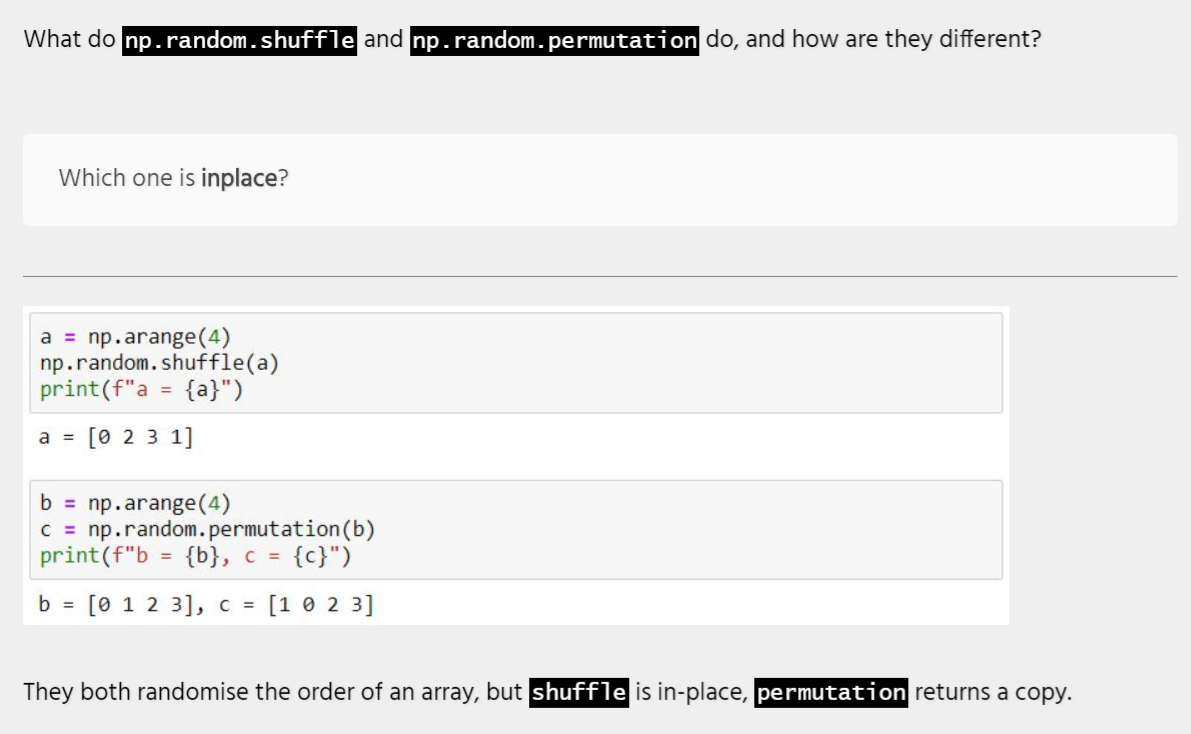 What do np.random.shuffle and np.random.permutation do, and how are they different?
Which one is inplace?
a = np.arange(4)
np.random.shuffle(a)
print(f"a = {a}")
a = [0 2 3 1]
b = np.arange(4)
c = np.random.permutation(b)
print(f"b = {b}, c = {c}")
b = [0 1 2 3], c = [1 0 2 3]
They both randomise the order of an array, but shuffle is in-place, permutation returns a copy.